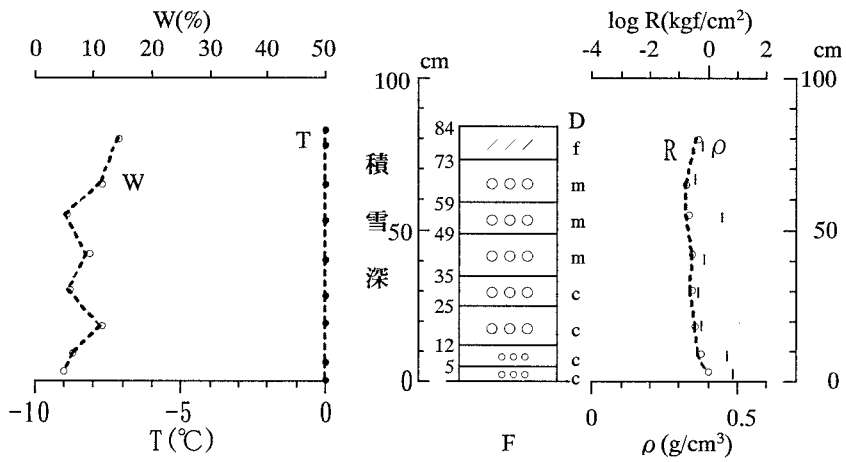 W(%)
0 10 20 30 40 50
cm
100
50
0
T
W
-10 -5 0
T(℃)
積雪深
D
84
f
73
m
59
m
49
m
35
c
25
c
12
c
5
c
F
log R(kgf/cm²)
-4 -2 0 2
cm
100
50
0
R ρ
0 0.5
ρ (g/cm³)